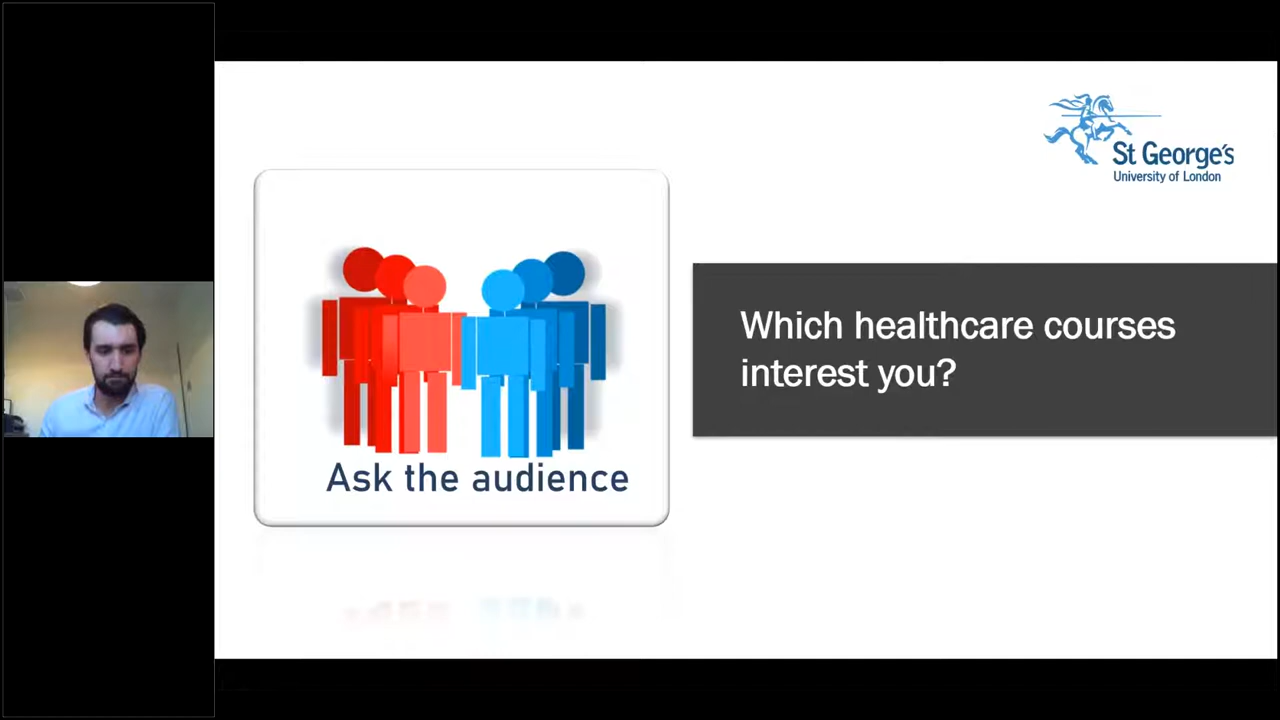 St George's
University of London
Which healthcare courses
interest you?
Ask the audience